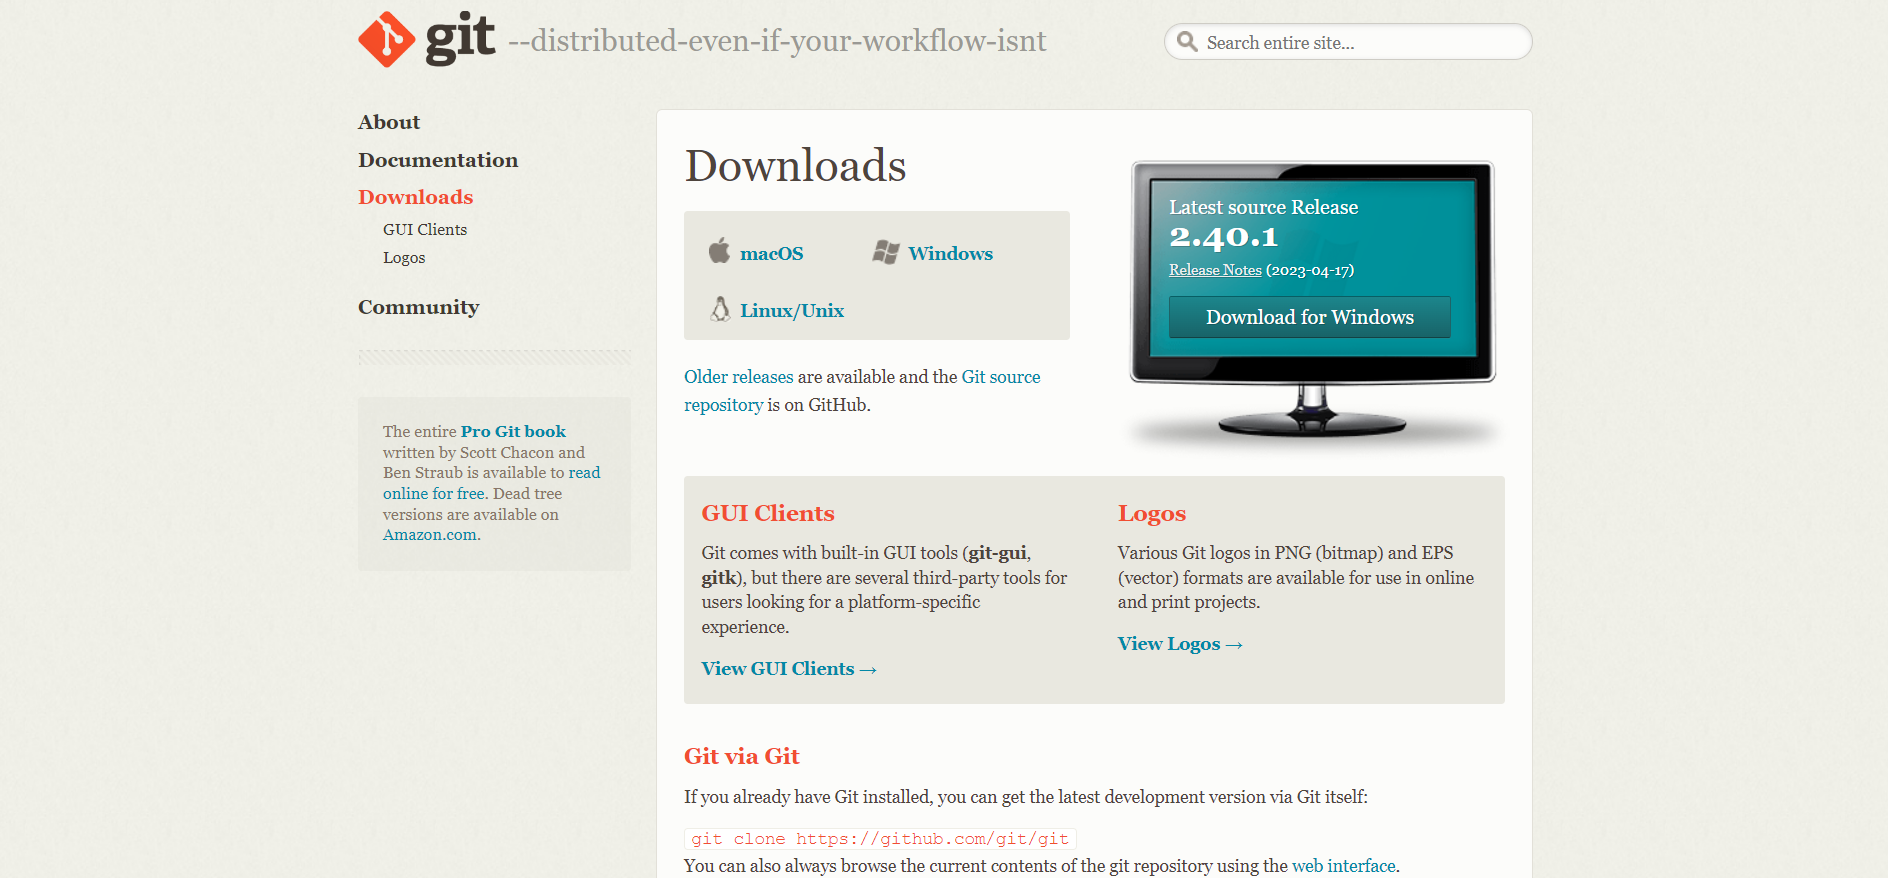 git --distributed-even-if-your-workflow-isnt
Search entire site...
About
Documentation
Downloads
GUI Clients
Logos
Community
The entire Pro Git book
written by Scott Chacon and
Ben Straub is available to read
online for free. Dead tree
versions are available on
Amazon.com.
Downloads
macOS
Windows
Linux/Unix
Older releases are available and the Git source
repository is on GitHub.
Latest source Release
2.40.1
Release Notes (2023-04-17)
Download for Windows
GUI Clients
Git comes with built-in GUI tools (git-gui,
gitk), but there are several third-party tools for
users looking for a platform-specific
experience.
View GUI Clients →
Logos
Various Git logos in PNG (bitmap) and EPS
(vector) formats are available for use in online
and print projects.
View Logos →
Git via Git
If you already have Git installed, you can get the latest development version via Git itself:
git clone https://github.com/git/git
You can also always browse the current contents of the git repository using the web interface.